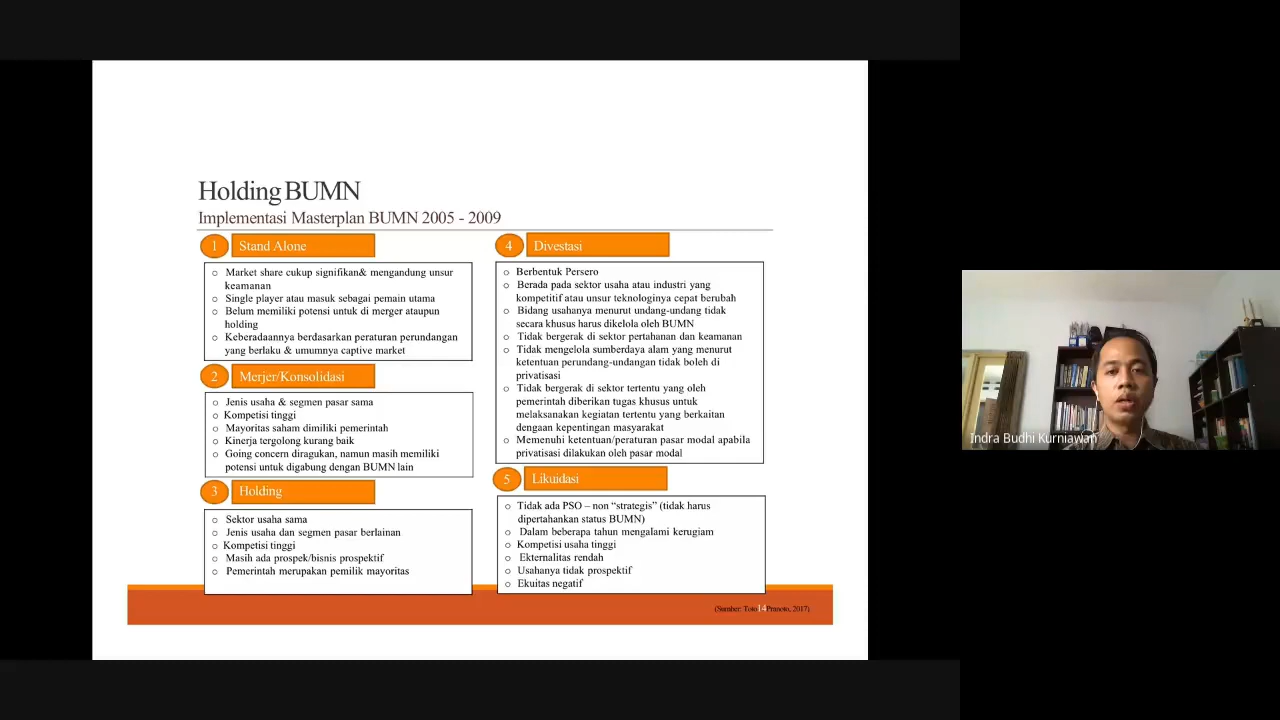 Holding BUMN
Implementasi Masterplan BUMN 2005 - 2009
1 Stand Alone
o Market share cukup signifikan& mengandung unsur
keamanan
o Single player atau masuk sebagai pemain utama
o Belum memiliki potensi untuk di merger ataupun
holding
o Keberadaannya berdasarkan peraturan perundangan
yang berlaku & umumnya captive market
2 Merjer/Konsolidasi
o Jenis usaha & segmen pasar sama
o Kompetisi tinggi
o Mayoritas saham dimiliki pemerintah
o Kinerja tergolong kurang baik
o Going concern diragukan, namun masih memiliki
potensi untuk digabung dengan BUMN lain
3 Holding
o Sektor usaha sama
o Jenis usaha dan segmen pasar berlainan
o Kompetisi tinggi
o Masih ada prospek/bisnis prospektif
o Pemerintah merupakan pemilik mayoritas
4 Divestasi
o Berbentuk Persero
o Berada pada sektor usaha atau industri yang
kompetitif atau unsur teknologinya cepat berubah
o Bidang usahanya menurut undang-undang tidak
secara khusus harus dikelola oleh BUMN
o Tidak bergerak di sektor pertahanan dan keamanan
o Tidak mengelola sumberdaya alam yang menurut
ketentuan perundang-undangan tidak boleh di
privatisasi
o Tidak bergerak di sektor tertentu yang oleh
pemerintah diberikan tugas khusus untuk
melaksanakan kegiatan tertentu yang berkaitan
dengaan kepentingan masyarakat
o Memenuhi ketentuan/peraturan pasar modal apabila
privatisasi dilakukan oleh pasar modal
5 Likuidasi
o Tidak ada PSO – non “strategis” (tidak harus
dipertahankan status BUMN)
o Dalam beberapa tahun mengalami kerugiam
o Kompetisi usaha tinggi
o Ekternalitas rendah
o Usahanya tidak prospektif
o Ekuitas negatif
(Sumber: Toto Pranoto, 2017)
14
Indra Budhi Kurniawan